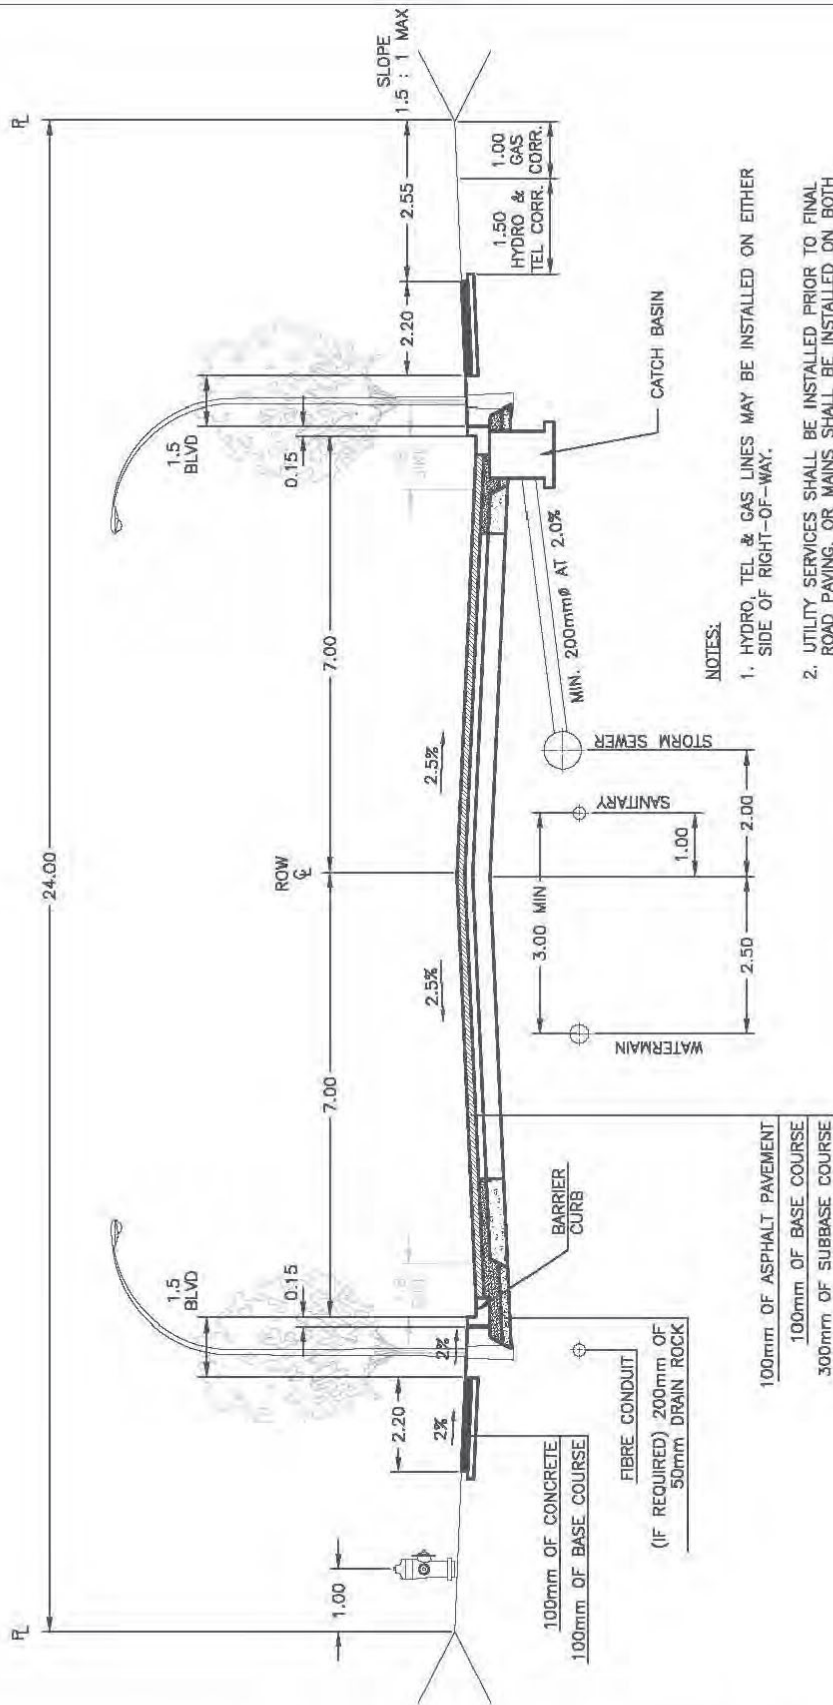 ℄
℄
24.00
SLOPE
1.5 : 1 MAX
1.5
BLVD
1.5
BLVD
0.15
0.15
ROW
℄
7.00
7.00
2.20
2.20
2.55
1.00
2%
2%
2.5%
2.5%
1.50
HYDRO &
TEL CORR.
1.00
GAS
CORR.
BARRIER
CURB
CATCH BASIN
MIN. 200mmø AT 2.0%
3.00 MIN
WATERMAIN
SANITARY
STORM SEWER
2.50
1.00
2.00
100mm OF CONCRETE
100mm OF BASE COURSE
FIBRE CONDUIT
(IF REQUIRED) 200mm OF
50mm DRAIN ROCK
100mm OF ASPHALT PAVEMENT
100mm OF BASE COURSE
300mm OF SUBBASE COURSE
NOTES:
1. HYDRO, TEL & GAS LINES MAY BE INSTALLED ON EITHER
SIDE OF RIGHT-OF-WAY.
2. UTILITY SERVICES SHALL BE INSTALLED PRIOR TO FINAL
ROAD PAVING, OR MAINS SHALL BE INSTALLED ON BOTH